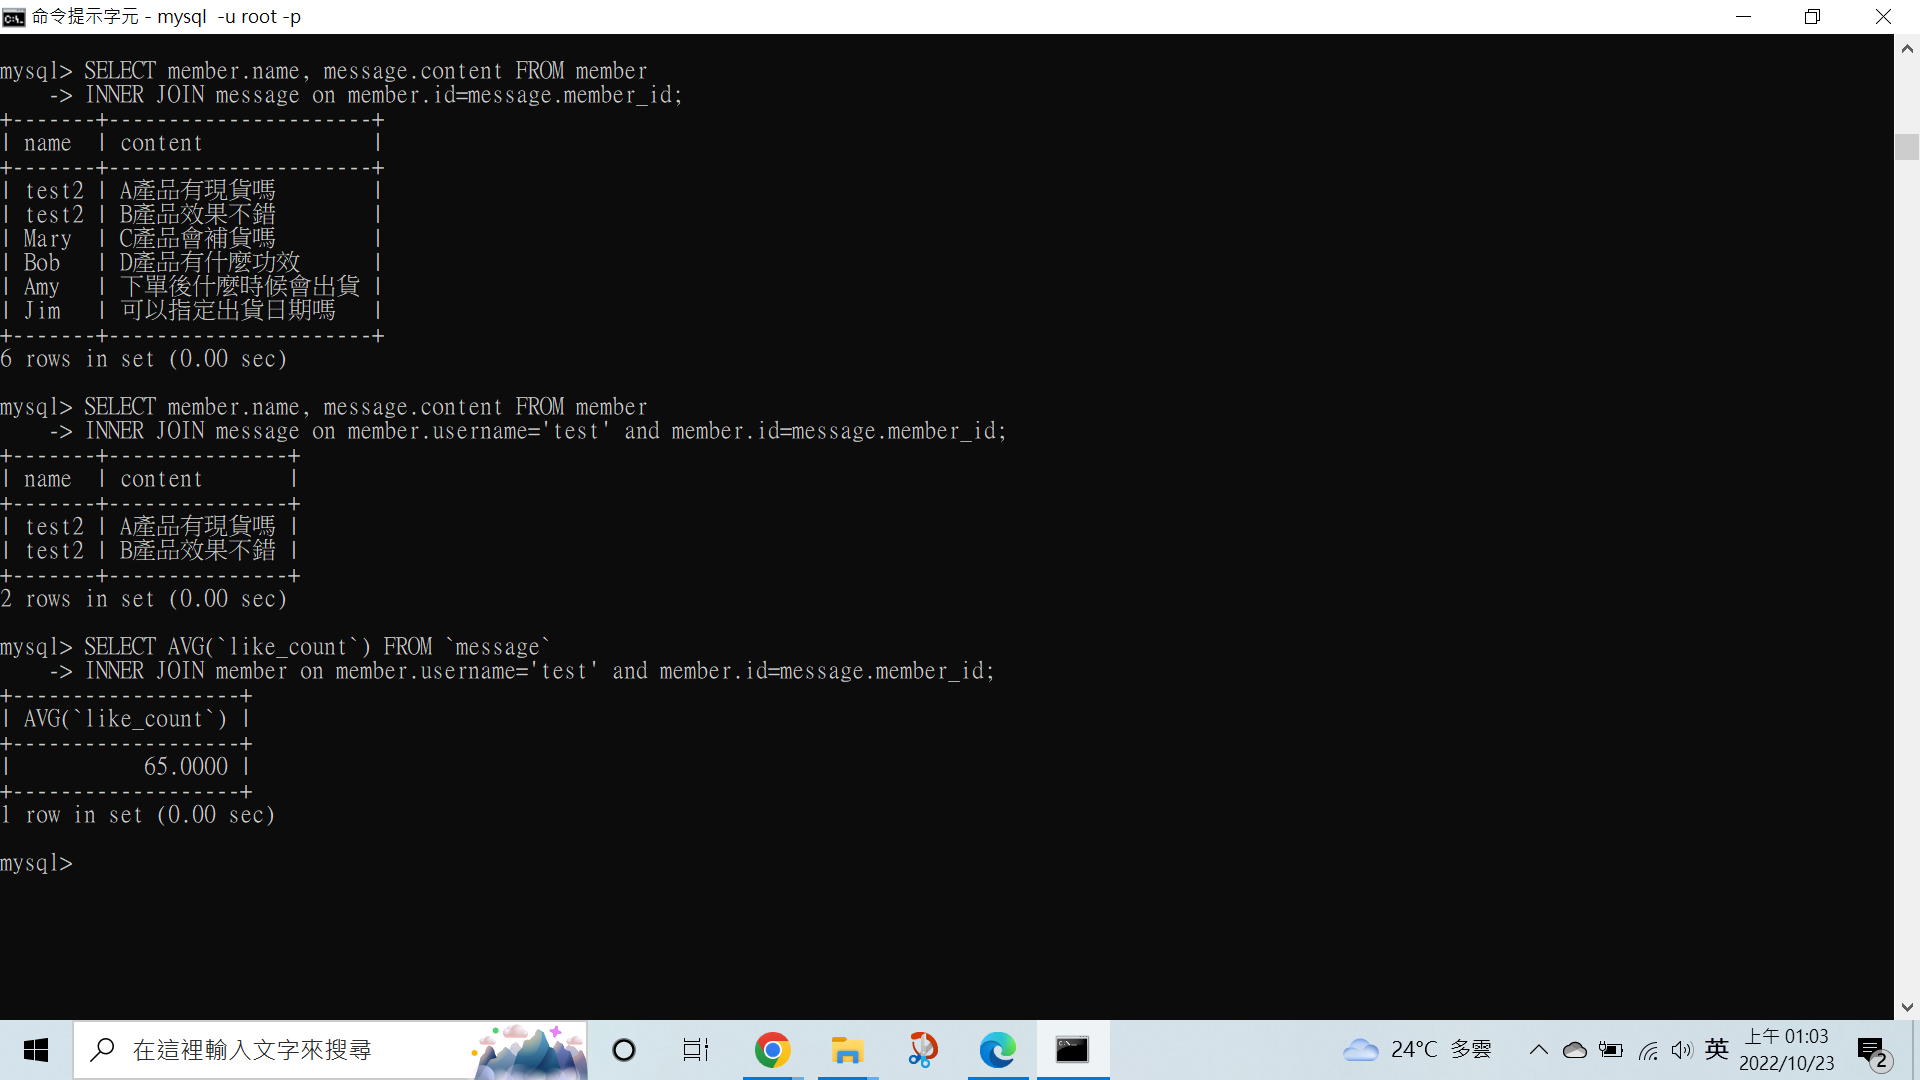 命令提示字元 - mysql  -u root -p
mysql> SELECT member.name, message.content FROM member
    -> INNER JOIN message on member.id=message.member_id;
+-------+----------------------+
| name  | content              |
+-------+----------------------+
| test2 | A產品有現貨嗎        |
| test2 | B產品效果不錯        |
| Mary  | C產品會補貨嗎        |
| Bob   | D產品有什麼功效      |
| Amy   | 下單後什麼時候會出貨 |
| Jim   | 可以指定出貨日期嗎   |
+-------+----------------------+
6 rows in set (0.00 sec)
mysql> SELECT member.name, message.content FROM member
    -> INNER JOIN message on member.username='test' and member.id=message.member_id;
+-------+---------------+
| name  | content       |
+-------+---------------+
| test2 | A產品有現貨嗎 |
| test2 | B產品效果不錯 |
+-------+---------------+
2 rows in set (0.00 sec)
mysql> SELECT AVG(`like_count`) FROM `message`
    -> INNER JOIN member on member.username='test' and member.id=message.member_id;
+-------------------+
| AVG(`like_count`) |
+-------------------+
|           65.0000 |
+-------------------+
1 row in set (0.00 sec)
mysql>
在這裡輸入文字來搜尋
24°C 多雲
英
上午 01:03
2022/10/23
2